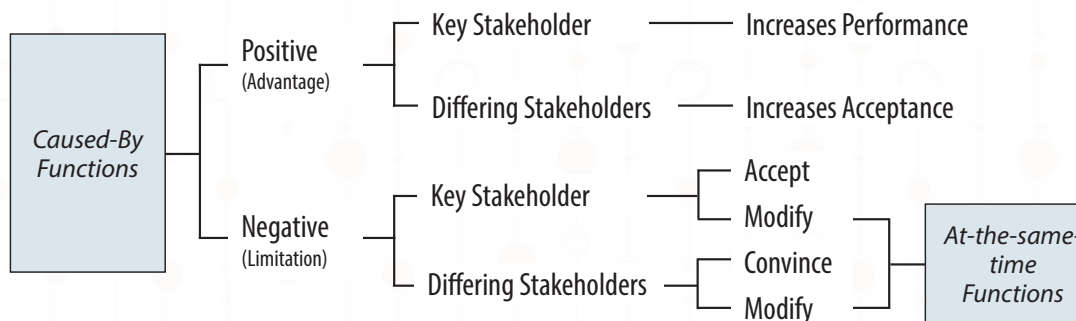 Caused-By
Functions
Positive
(Advantage)
Key Stakeholder
Increases Performance
Differing Stakeholders
Increases Acceptance
Negative
(Limitation)
Key Stakeholder
Accept
Modify
Differing Stakeholders
Convince
Modify
At-the-same-
time
Functions